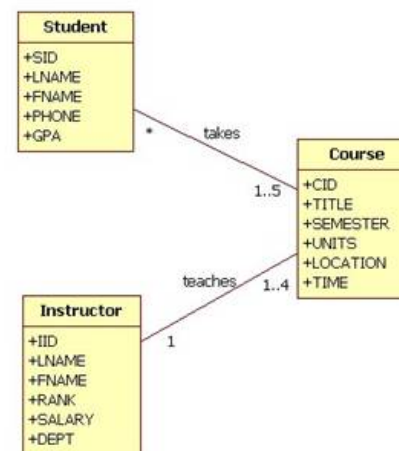 Student
+SID
+LNAME
+FNAME
+PHONE
+GPA
*
takes
1..5
Course
+CID
+TITLE
+SEMESTER
+UNITS
+LOCATION
+TIME
teaches
1..4
1
Instructor
+IID
+LNAME
+FNAME
+RANK
+SALARY
+DEPT